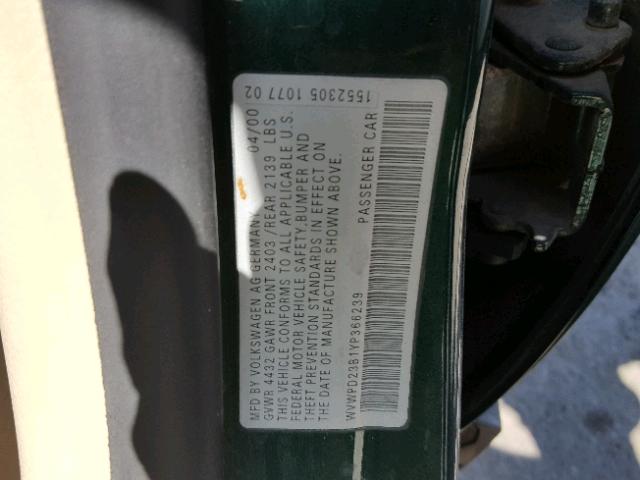 MFD BY VOLKSWAGEN AG GERMANY 04/00
GVWR 4432 GAWR FRONT 2403 /REAR 2139 LBS
THIS VEHICLE CONFORMS TO ALL APPLICABLE U.S.
FEDERAL MOTOR VEHICLE SAFETY,BUMPER AND
THEFT PREVENTION STANDARDS IN EFFECT ON
THE DATE OF MANUFACTURE SHOWN ABOVE.
WVWPD23B1YP366239 PASSENGER CAR
1552305 1077 02